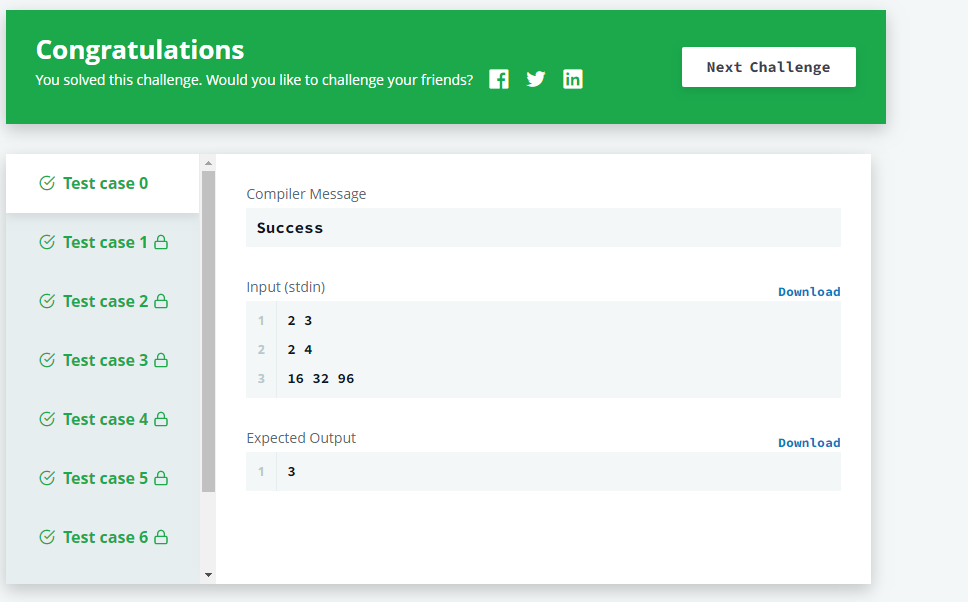 Congratulations
You solved this challenge. Would you like to challenge your friends?
Next Challenge
Test case 0
Test case 1
Test case 2
Test case 3
Test case 4
Test case 5
Test case 6
Compiler Message
Success
Input (stdin)
Download
1 2 3
2 2 4
3 16 32 96
Expected Output
Download
1 3